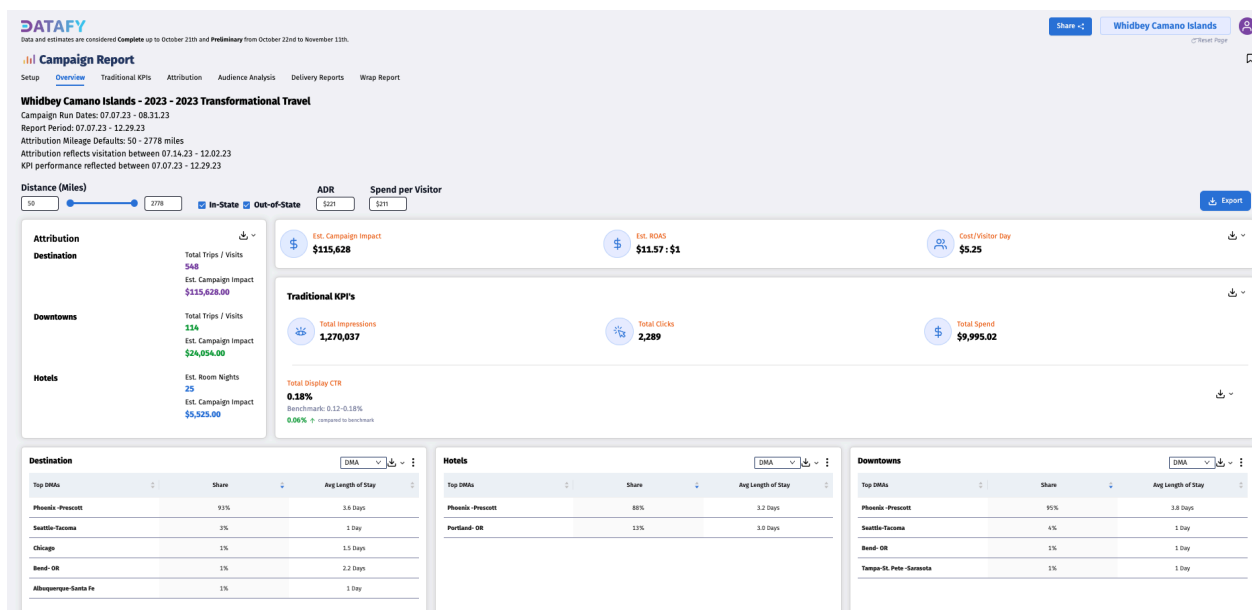 DATAFY
Data and estimates are considered Complete up to October 21th and Preliminary from October 22nd to November 11th.
Share
Whidbey Camano Islands
Reset Page
Campaign Report
Setup Overview Traditional KPIs Attribution Audience Analysis Delivery Reports Wrap Report
Whidbey Camano Islands - 2023 - 2023 Transformational Travel
Campaign Run Dates: 07.07.23 - 08.31.23
Report Period: 07.07.23 - 12.29.23
Attribution Mileage Defaults: 50 - 2778 miles
Attribution reflects visitation between 07.14.23 - 12.02.23
KPI performance reflected between 07.07.23 - 12.29.23
Distance (Miles)
50 2778 In-State Out-of-State
ADR
$221
Spend per Visitor
$211
Export
Attribution
Destination
Total Trips / Visits
548
Est. Campaign Impact
$115,628.00
Downtowns
Total Trips / Visits
114
Est. Campaign Impact
$24,054.00
Hotels
Est. Room Nights
25
Est. Campaign Impact
$5,525.00
Est. Campaign Impact
$115,628
Est. ROAS
$11.57 : $1
Cost/Visitor Day
$5.25
Traditional KPI's
Total Impressions
1,270,037
Total Clicks
2,289
Total Spend
$9,995.02
Total Display CTR
0.18%
Benchmark: 0.12-0.18%
0.06% ↑ compared to benchmark
Destination DMA
Top DMAs Share Avg Length of Stay
Phoenix -Prescott 93% 3.6 Days
Seattle-Tacoma 3% 1 Day
Chicago 1% 1.5 Days
Bend- OR 1% 2.2 Days
Albuquerque-Santa Fe 1% 1 Day
Hotels DMA
Top DMAs Share Avg Length of Stay
Phoenix -Prescott 88% 3.2 Days
Portland- OR 13% 3.0 Days
Downtowns DMA
Top DMAs Share Avg Length of Stay
Phoenix -Prescott 95% 3.8 Days
Seattle-Tacoma 4% 1 Day
Bend- OR 1% 1 Day
Tampa-St. Pete -Sarasota 1% 1 Day